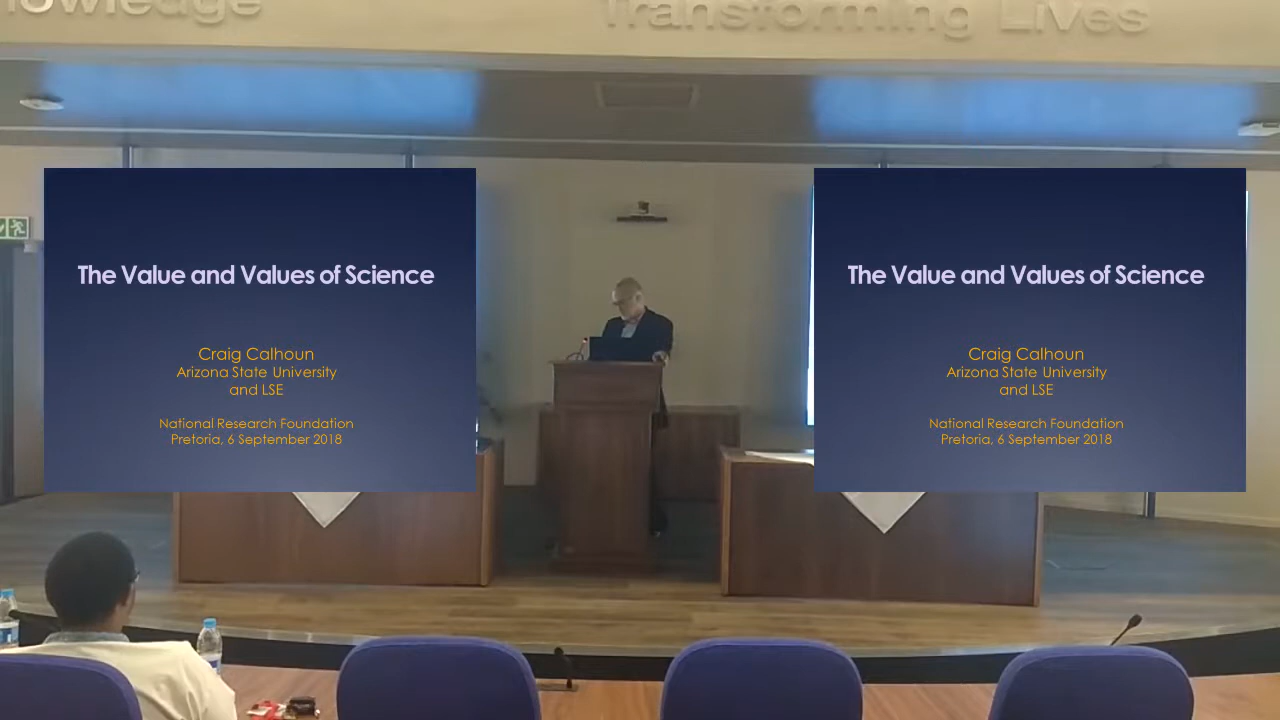 Transforming Lives
The Value and Values of Science
Craig Calhoun
Arizona State University
and LSE
National Research Foundation
Pretoria, 6 September 2018
The Value and Values of Science
Craig Calhoun
Arizona State University
and LSE
National Research Foundation
Pretoria, 6 September 2018